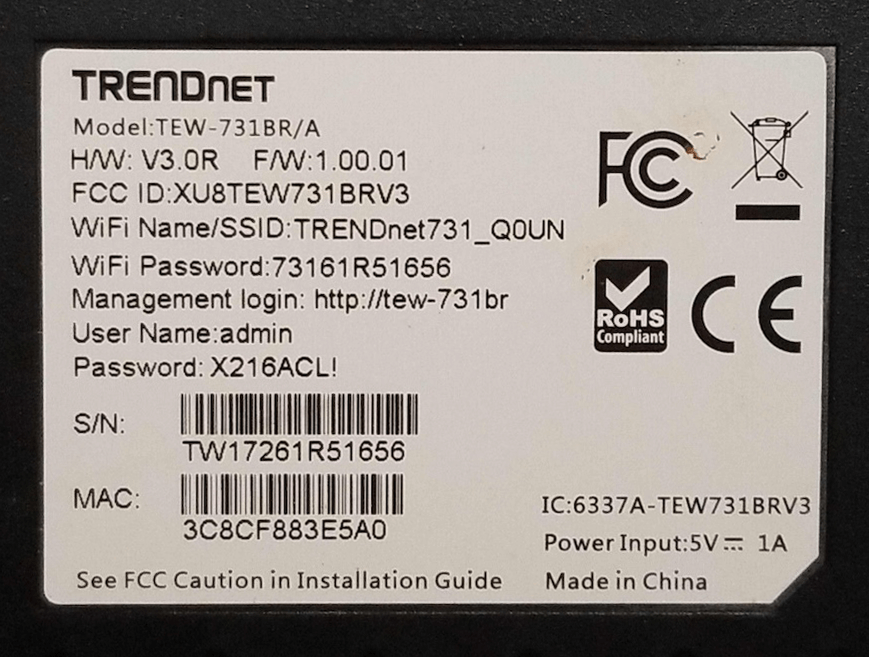 TRENDNET
Model:TEW-731BR/A
H/W: V3.0R F/W:1.00.01
FCC ID:XU8TEW731BRV3
WiFi Name/SSID:TRENDnet731_Q0UN
WiFi Password:73161R51656
Management login: http://tew-731br
User Name:admin
Password: X216ACL!
S/N:
TW17261R51656
MAC:
3C8CF883E5A0
See FCC Caution in Installation Guide
FC
RoHS
Compliant
CE
IC:6337A-TEW731BRV3
Power Input:5V⎓ 1A
Made in China